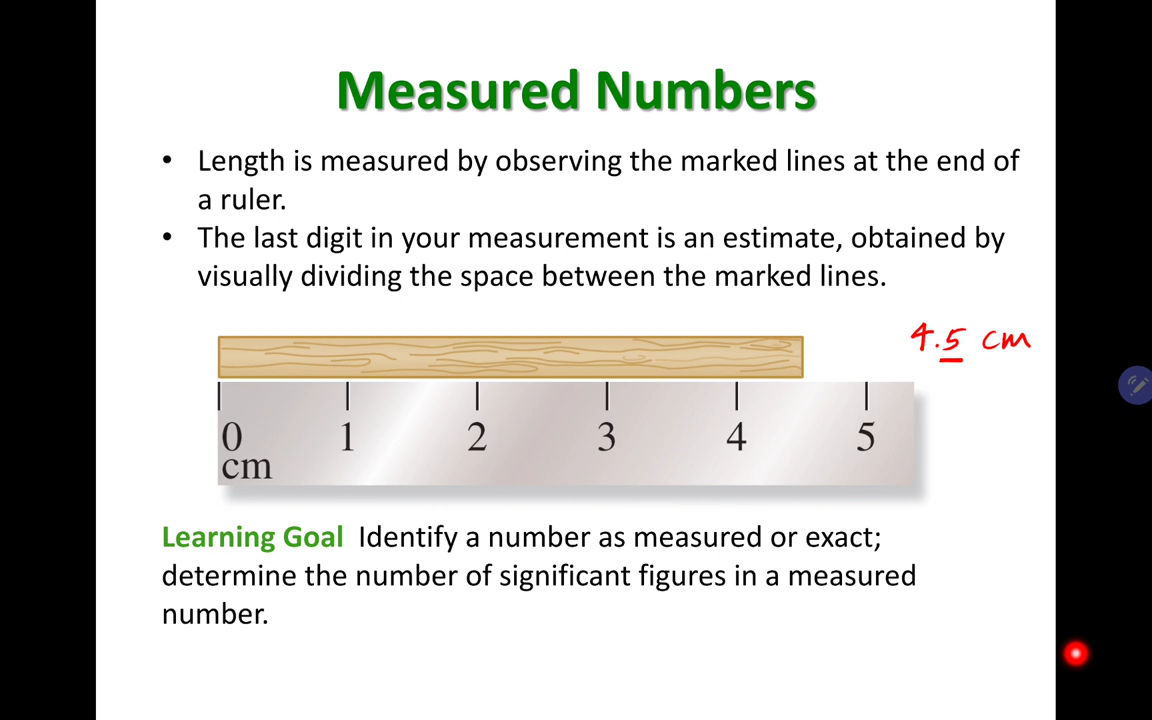 Measured Numbers
• Length is measured by observing the marked lines at the end of
a ruler.
• The last digit in your measurement is an estimate, obtained by
visually dividing the space between the marked lines.
4.5 cm
0 1 2 3 4 5
cm
Learning Goal Identify a number as measured or exact;
determine the number of significant figures in a measured
number.